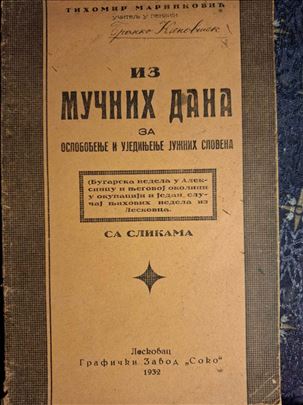 ТИХОМИР МАРИНКОВИЋ
УЧИТЕЉ У ПЕНЗИЈИ
ИЗ
МУЧНИХ ДАНА
ЗА
ОСЛОБОЂЕЊЕ И УЈЕДИЊЕЊЕ ЈУЖНИХ СЛОВЕНА
(Бугарска недела у Алек-
синцу и његовој околини
у окупацији и један слу-
чај њихових недела из
Лесковца.
СА СЛИКАМА
Лесковац
Графички Завод „Соко“
1932